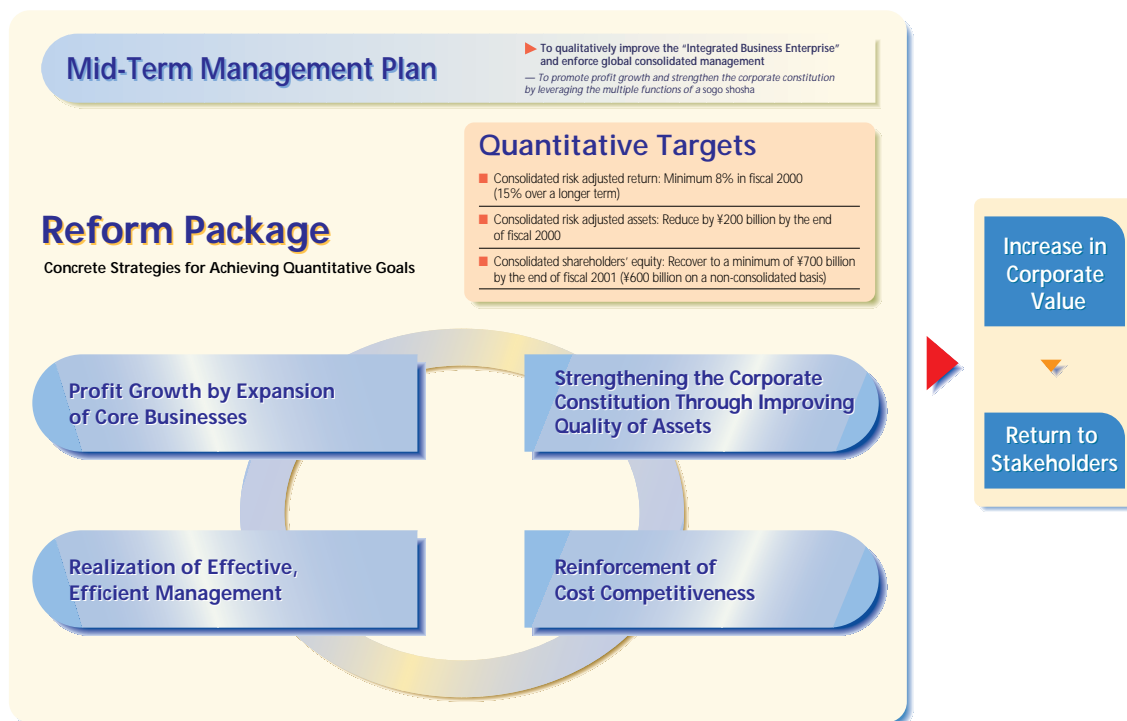 Mid-Term Management Plan
▶ To qualitatively improve the “Integrated Business Enterprise”
and enforce global consolidated management
— To promote profit growth and strengthen the corporate constitution
by leveraging the multiple functions of a sogo shosha
Quantitative Targets
■ Consolidated risk adjusted return: Minimum 8% in fiscal 2000
(15% over a longer term)
■ Consolidated risk adjusted assets: Reduce by ¥200 billion by the end
of fiscal 2000
■ Consolidated shareholders’ equity: Recover to a minimum of ¥700 billion
by the end of fiscal 2001 (¥600 billion on a non-consolidated basis)
Reform Package
Concrete Strategies for Achieving Quantitative Goals
Profit Growth by Expansion
of Core Businesses
Strengthening the Corporate
Constitution Through Improving
Quality of Assets
Realization of Effective,
Efficient Management
Reinforcement of
Cost Competitiveness
Increase in
Corporate
Value
Return to
Stakeholders